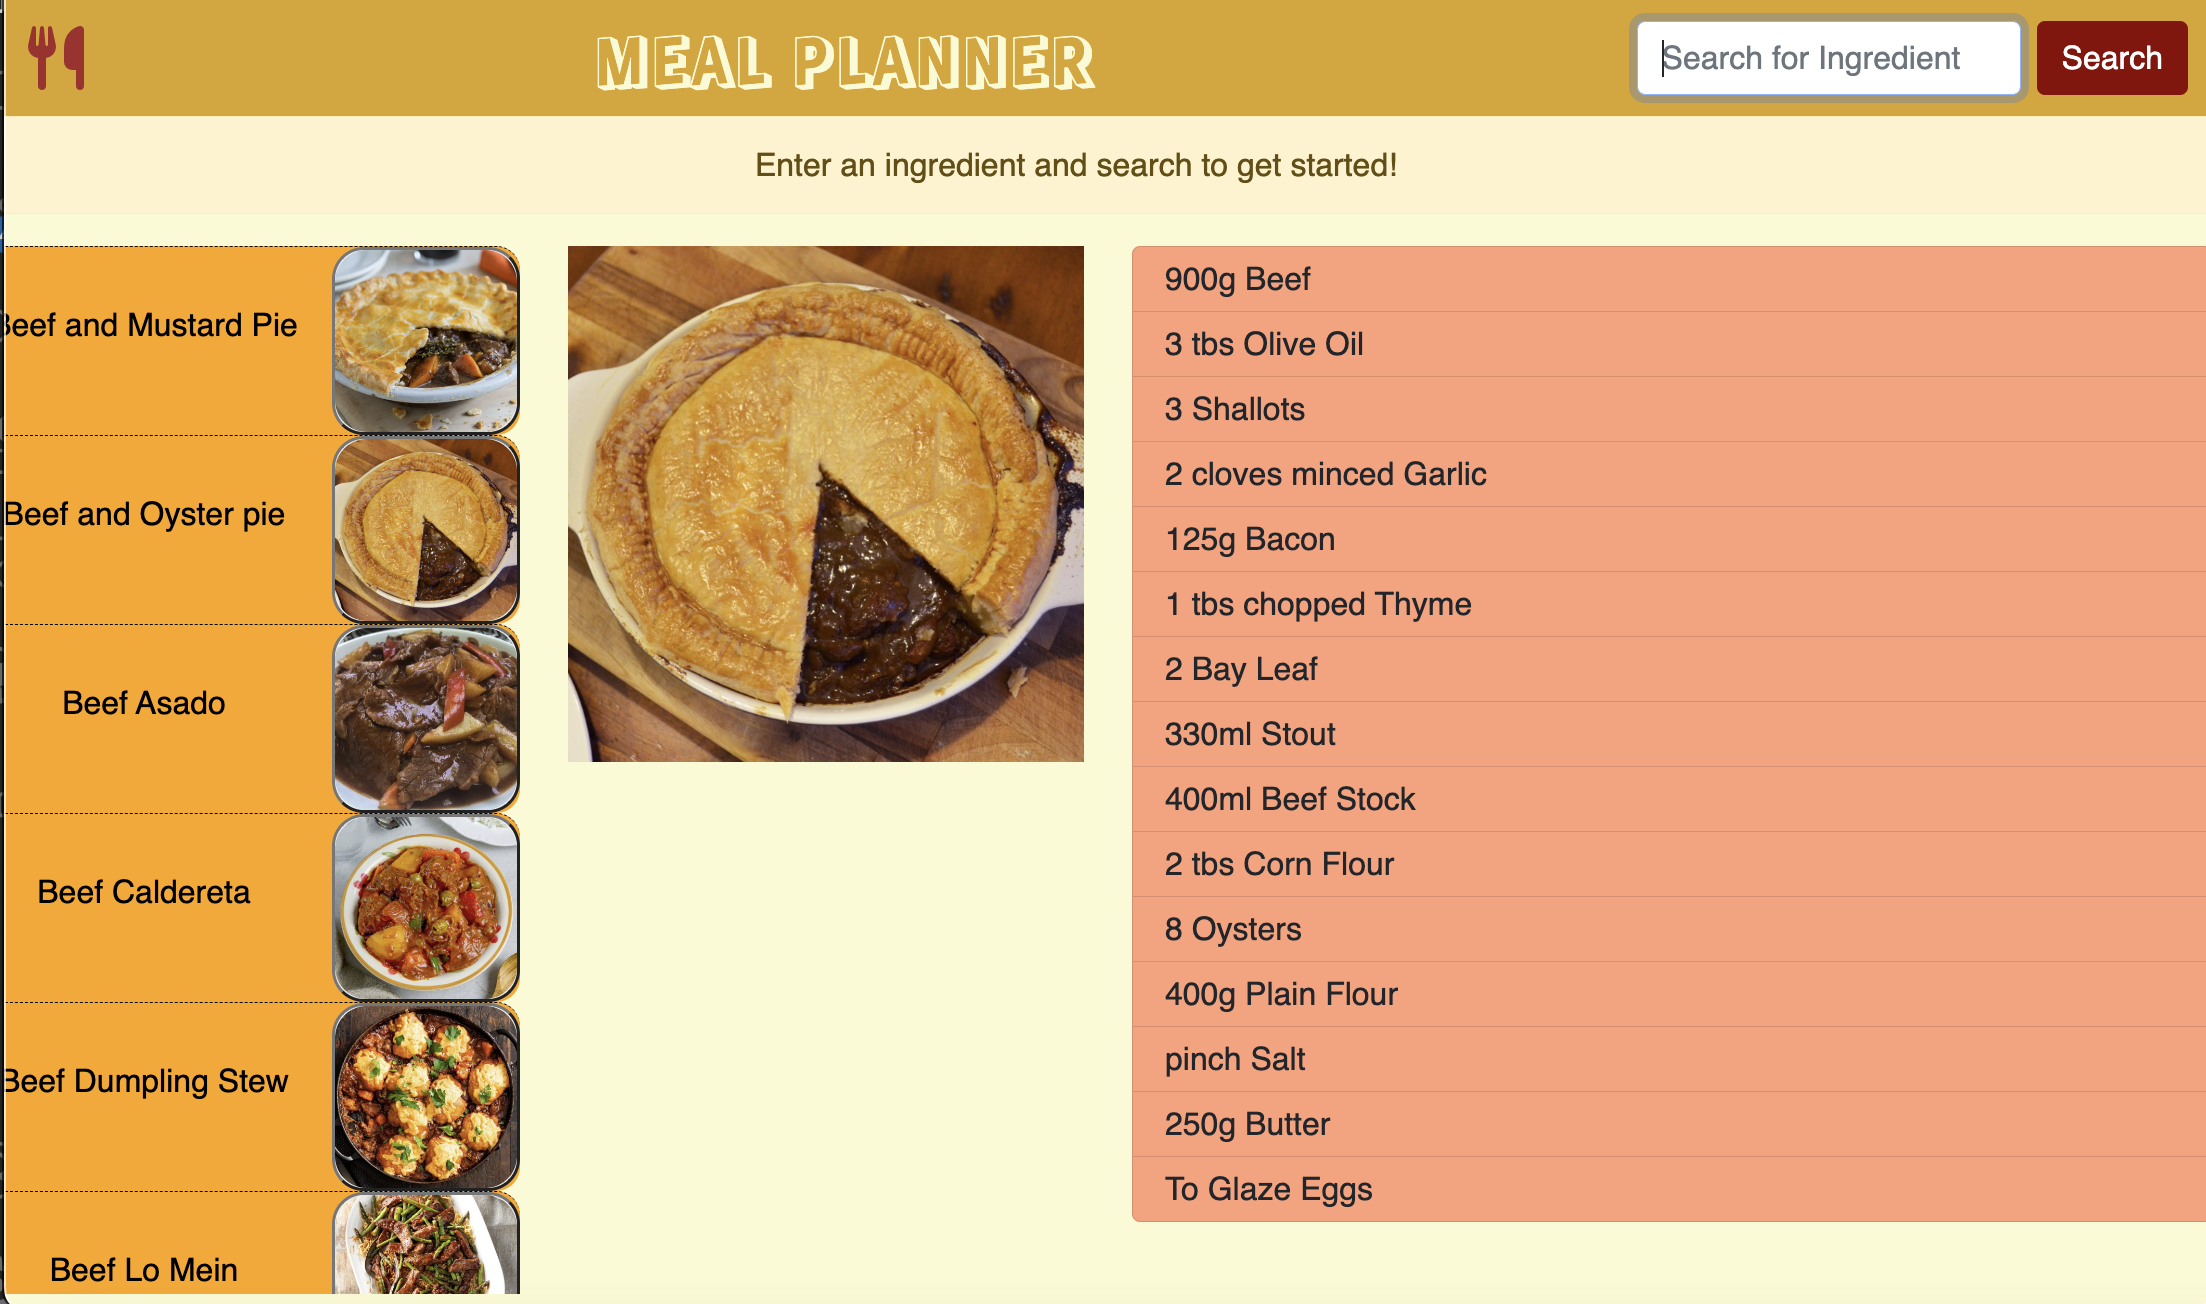 MEAL PLANNER
Search for Ingredient
Search
Enter an ingredient and search to get started!
Beef and Mustard Pie
Beef and Oyster pie
Beef Asado
Beef Caldereta
Beef Dumpling Stew
Beef Lo Mein
900g Beef
3 tbs Olive Oil
3 Shallots
2 cloves minced Garlic
125g Bacon
1 tbs chopped Thyme
2 Bay Leaf
330ml Stout
400ml Beef Stock
2 tbs Corn Flour
8 Oysters
400g Plain Flour
pinch Salt
250g Butter
To Glaze Eggs